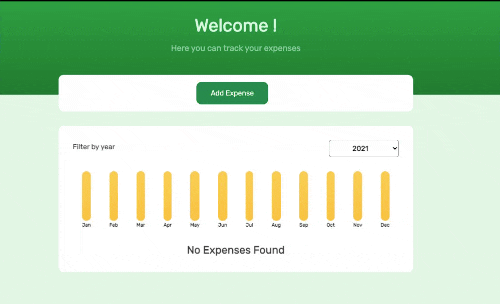 Welcome !
Here you can track your expenses
Add Expense
Filter by year
2021
Jan Feb Mar Apr May Jun Jul Aug Sep Oct Nov Dec
No Expenses Found